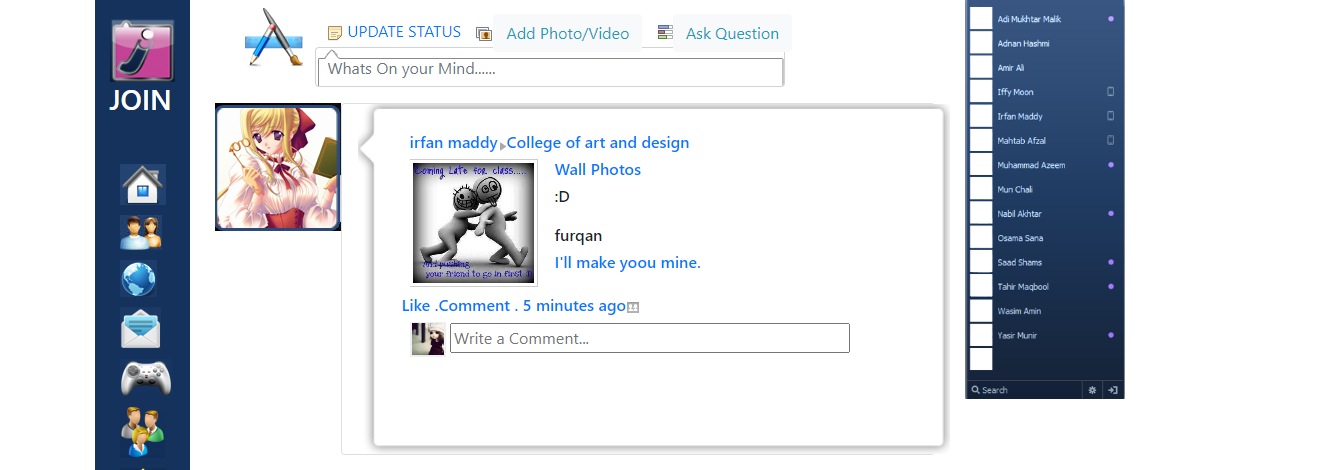 JOIN
UPDATE STATUS
Add Photo/Video
Ask Question
Whats On your Mind......
irfan maddy College of art and design
Coming Late for class.....
And pushing
your friend to go in first :D
Wall Photos
:D
furqan
I'll make yoou mine.
Like .Comment . 5 minutes ago
Write a Comment...
Adi Mukhtar Malik
Adnan Hashmi
Amir Ali
Iffy Moon
Irfan Maddy
Mahtab Afzal
Muhammad Azeem
Mun Chali
Nabil Akhtar
Osama Sana
Saad Shams
Tahir Maqbool
Wasim Amin
Yasir Munir
Search